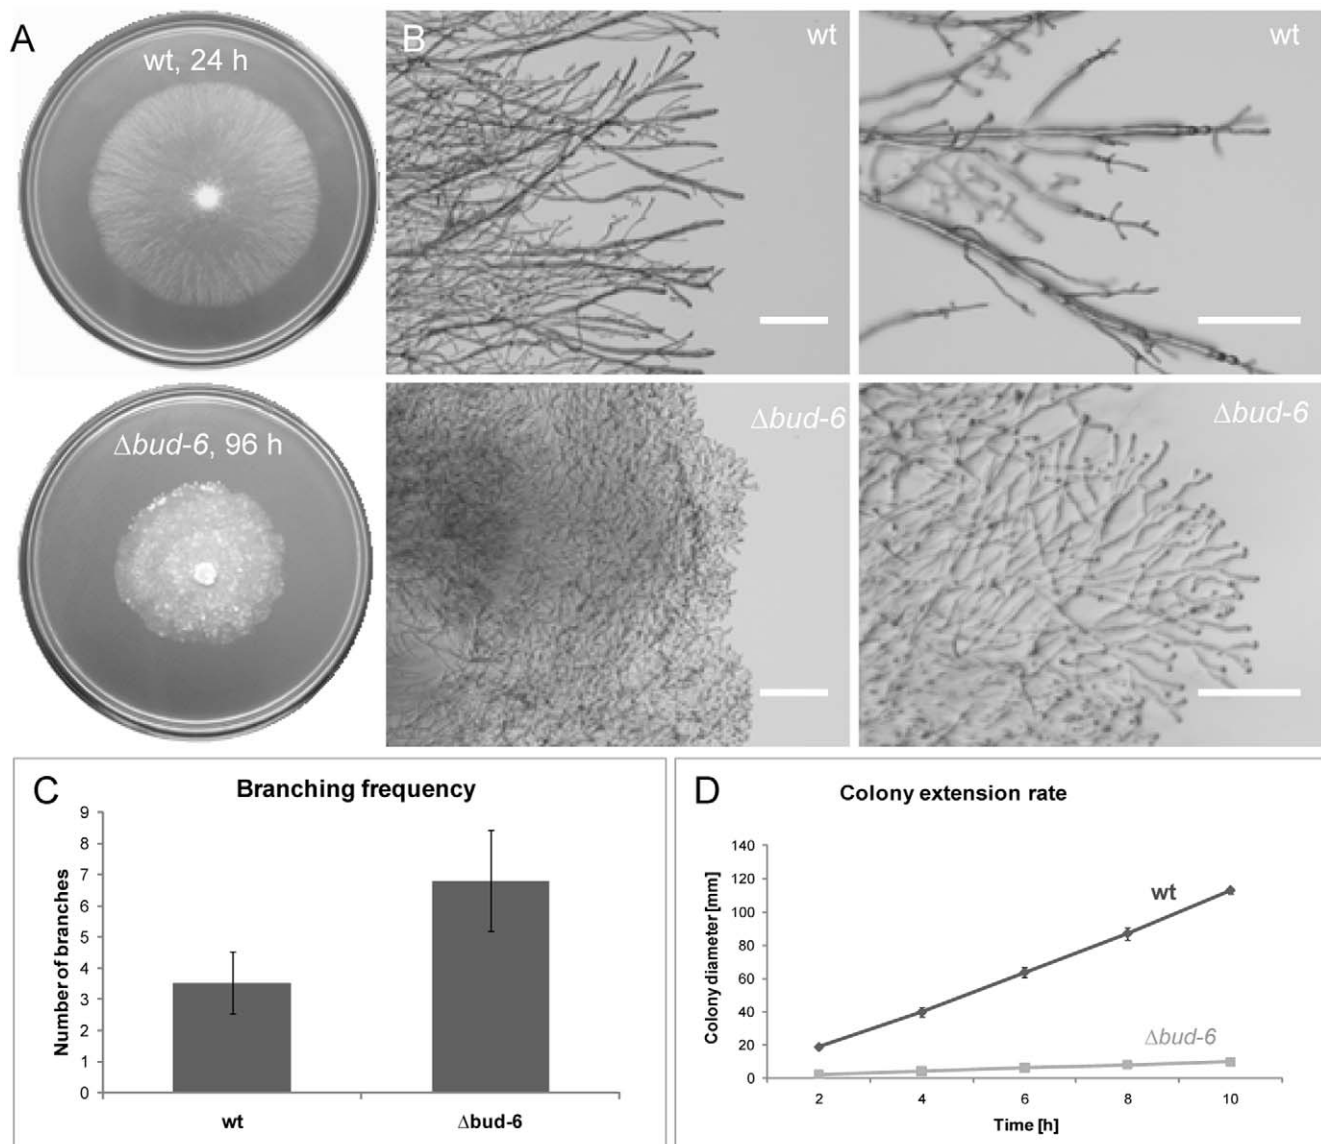 A
wt, 24 h
B
wt
wt
Δbud-6, 96 h
Δbud-6
Δbud-6
C
Branching frequency
Number of branches
9
8
7
6
5
4
3
2
1
0
wt
Δbud-6
D
Colony extension rate
Colony diameter [mm]
140
120
100
80
60
40
20
0
wt
Δbud-6
2
4
6
8
10
Time [h]